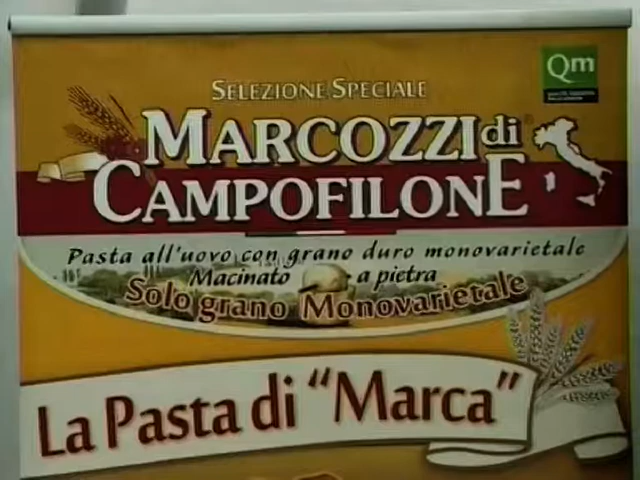 Qm
SELEZIONE SPECIALE
MARCOZZI di
CAMPOFILONE
Pasta all'uovo con grano duro monovarietale
Macinato a pietra
Solo grano Monovarietale
La Pasta di "Marca"